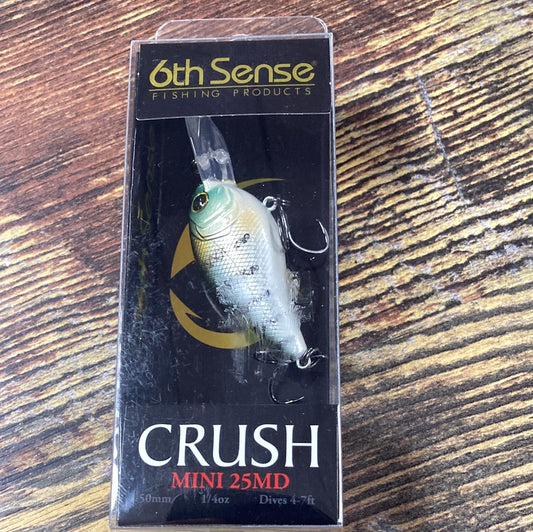 6th Sense
FISHING PRODUCTS
CRUSH
MINI 25MD
50mm 1/4oz Dives 4-7ft